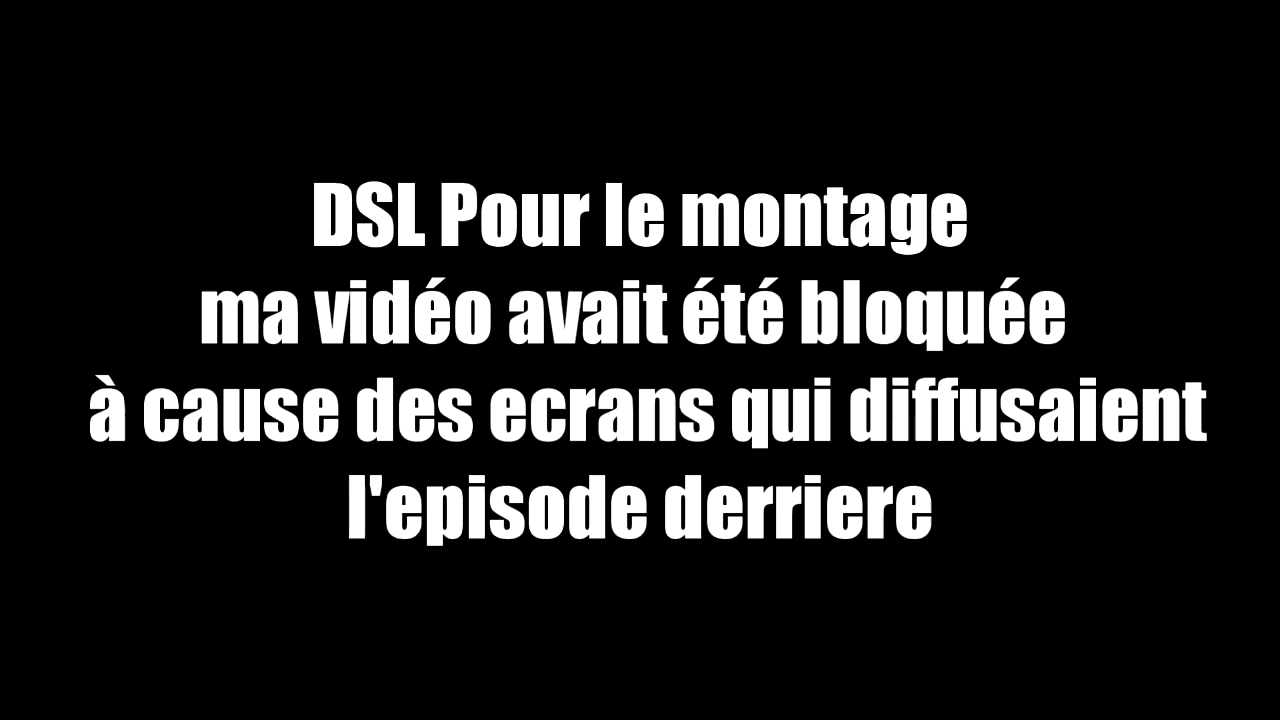 DSL Pour le montage
ma vidéo avait été bloquée
à cause des ecrans qui diffusaient
l'episode derriere